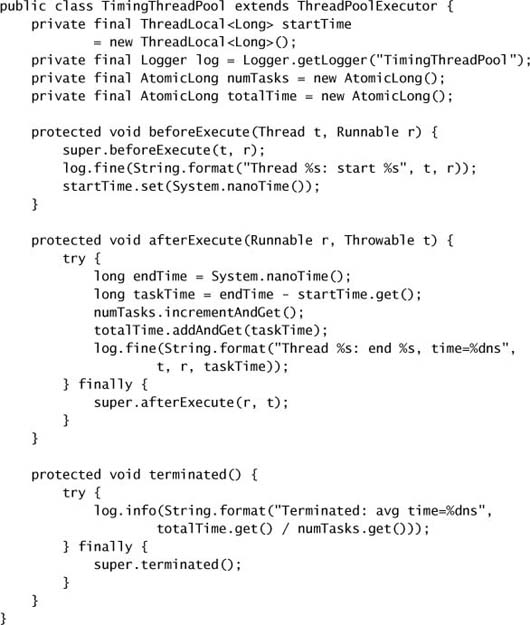 public class TimingThreadPool extends ThreadPoolExecutor {
    private final ThreadLocal<Long> startTime
            = new ThreadLocal<Long>();
    private final Logger log = Logger.getLogger("TimingThreadPool");
    private final AtomicLong numTasks = new AtomicLong();
    private final AtomicLong totalTime = new AtomicLong();

    protected void beforeExecute(Thread t, Runnable r) {
        super.beforeExecute(t, r);
        log.fine(String.format("Thread %s: start %s", t, r));
        startTime.set(System.nanoTime());
    }

    protected void afterExecute(Runnable r, Throwable t) {
        try {
            long endTime = System.nanoTime();
            long taskTime = endTime - startTime.get();
            numTasks.incrementAndGet();
            totalTime.addAndGet(taskTime);
            log.fine(String.format("Thread %s: end %s, time=%dns",
                    t, r, taskTime));
        } finally {
            super.afterExecute(r, t);
        }
    }

    protected void terminated() {
        try {
            log.info(String.format("Terminated: avg time=%dns",
                    totalTime.get() / numTasks.get()));
        } finally {
            super.terminated();
        }
    }
}